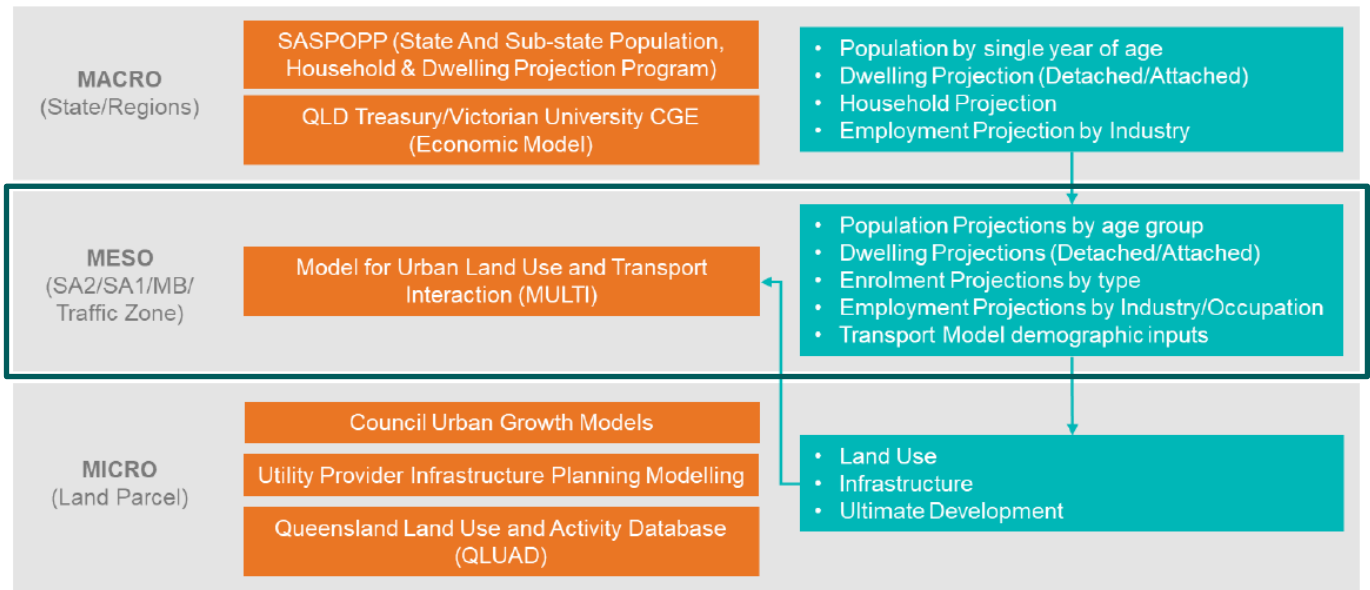 MACRO
(State/Regions)
SASPOPP (State And Sub-state Population,
Household & Dwelling Projection Program)
QLD Treasury/Victorian University CGE
(Economic Model)
• Population by single year of age
• Dwelling Projection (Detached/Attached)
• Household Projection
• Employment Projection by Industry
MESO
(SA2/SA1/MB/
Traffic Zone)
Model for Urban Land Use and Transport
Interaction (MULTI)
• Population Projections by age group
• Dwelling Projections (Detached/Attached)
• Enrolment Projections by type
• Employment Projections by Industry/Occupation
• Transport Model demographic inputs
MICRO
(Land Parcel)
Council Urban Growth Models
Utility Provider Infrastructure Planning Modelling
Queensland Land Use and Activity Database
(QLUAD)
• Land Use
• Infrastructure
• Ultimate Development